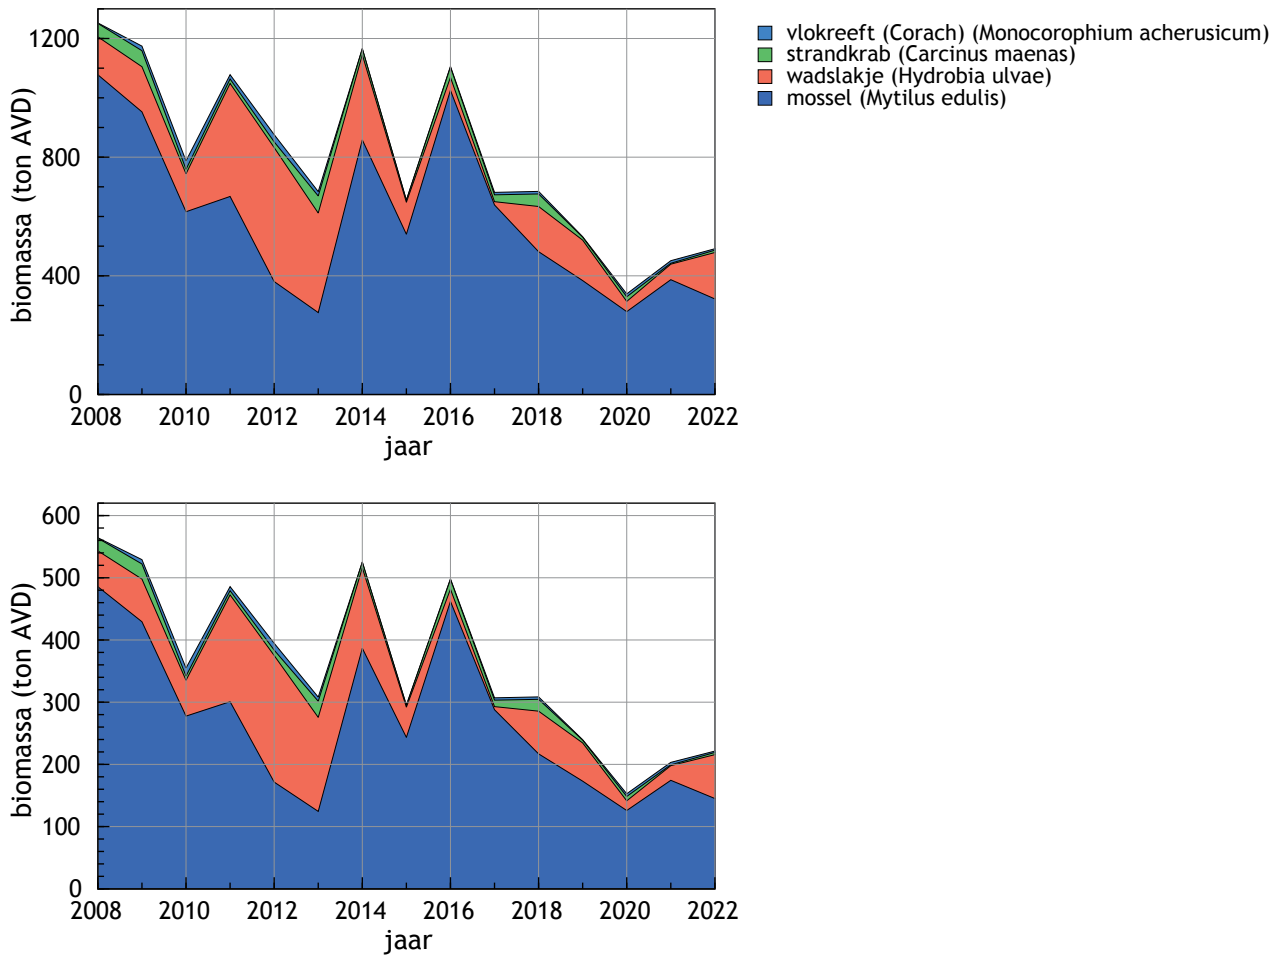 1200
800
400
0
biomassa (ton AVD)
2008 2010 2012 2014 2016 2018 2020 2022
jaar
vlokreeft (Corach) (Monocorophium acherusicum)
strandkrab (Carcinus maenas)
wadslakje (Hydrobia ulvae)
mossel (Mytilus edulis)
600
500
400
300
200
100
0
biomassa (ton AVD)
2008 2010 2012 2014 2016 2018 2020 2022
jaar